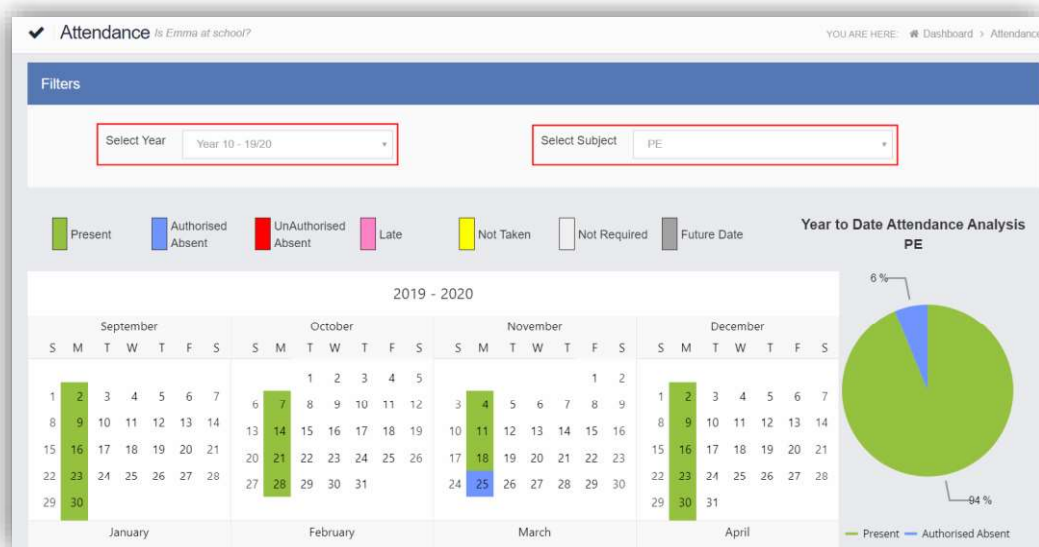 Attendance Is Emma at school?
YOU ARE HERE: Dashboard > Attendance
Filters
Select Year Year 10 - 19/20
Select Subject PE
Present
Authorised Absent
UnAuthorised Absent
Late
Not Taken
Not Required
Future Date
2019 - 2020
September
S M T W T F S
1 2 3 4 5 6 7
8 9 10 11 12 13 14
15 16 17 18 19 20 21
22 23 24 25 26 27 28
29 30
October
S M T W T F S
1 2 3 4 5
6 7 8 9 10 11 12
13 14 15 16 17 18 19
20 21 22 23 24 25 26
27 28 29 30 31
November
S M T W T F S
1 2
3 4 5 6 7 8 9
10 11 12 13 14 15 16
17 18 19 20 21 22 23
24 25 26 27 28 29 30
December
S M T W T F S
1 2 3 4 5 6 7
8 9 10 11 12 13 14
15 16 17 18 19 20 21
22 23 24 25 26 27 28
29 30 31
January
February
March
April
Year to Date Attendance Analysis
PE
6 %
94 %
Present Authorised Absent